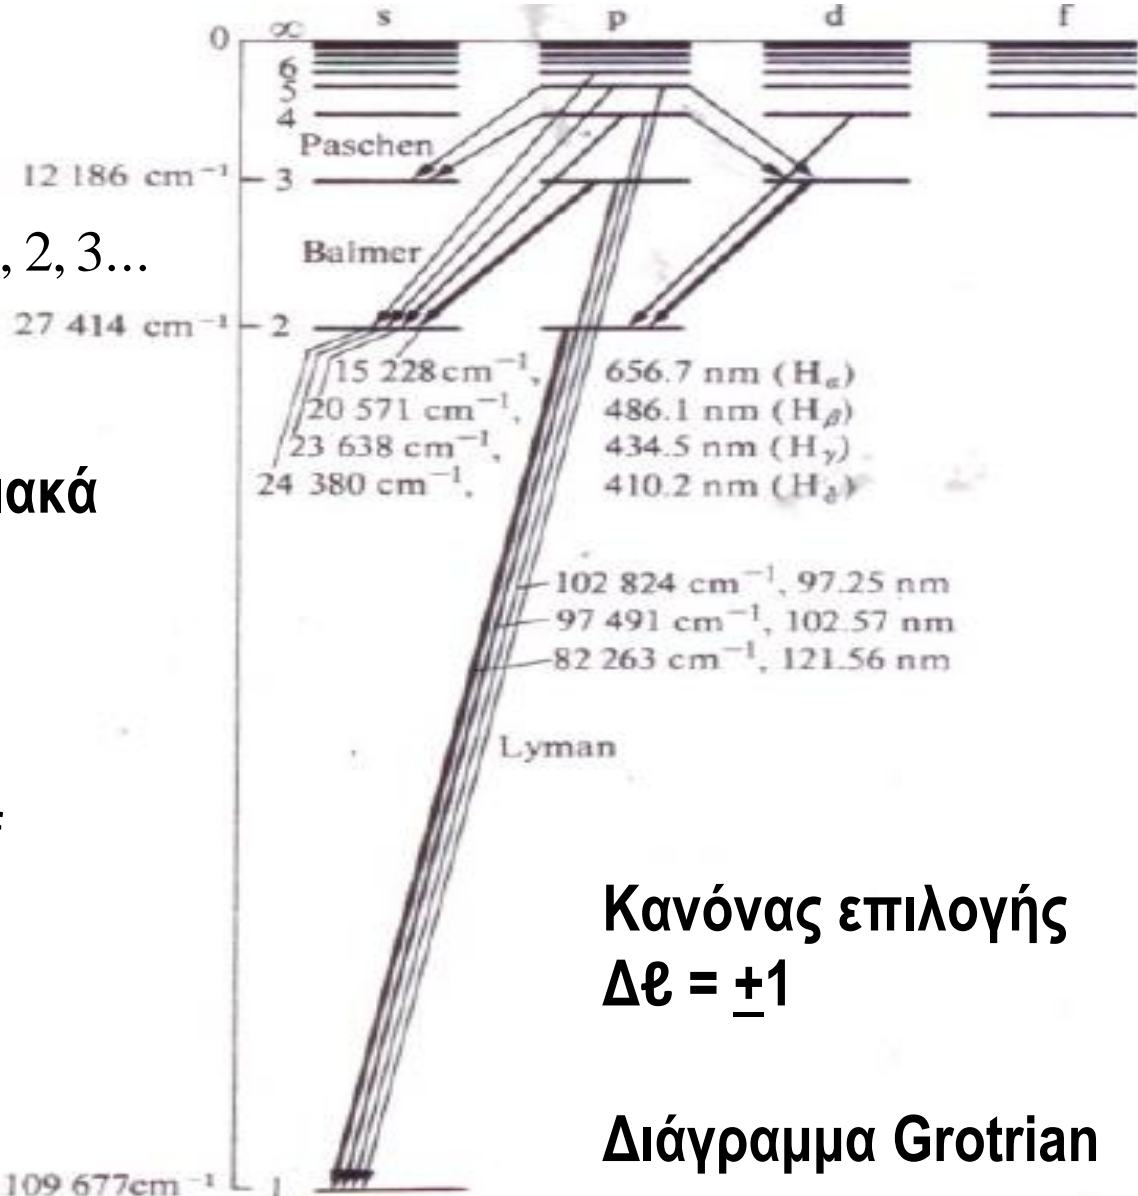 s p d f
0 ∞
6
5
4
Paschen
12 186 cm⁻¹ 3
, 2, 3...
Balmer
27 414 cm⁻¹ 2
15 228 cm⁻¹, 656.7 nm (Hα)
20 571 cm⁻¹, 486.1 nm (Hβ)
23 638 cm⁻¹, 434.5 nm (Hγ)
24 380 cm⁻¹, 410.2 nm (Hδ)
ιακά
102 824 cm⁻¹, 97.25 nm
97 491 cm⁻¹, 102.57 nm
82 263 cm⁻¹, 121.56 nm
Lyman
Κανόνας επιλογής
Δℓ = ±1
Διάγραμμα Grotrian
109 677cm⁻¹ 1